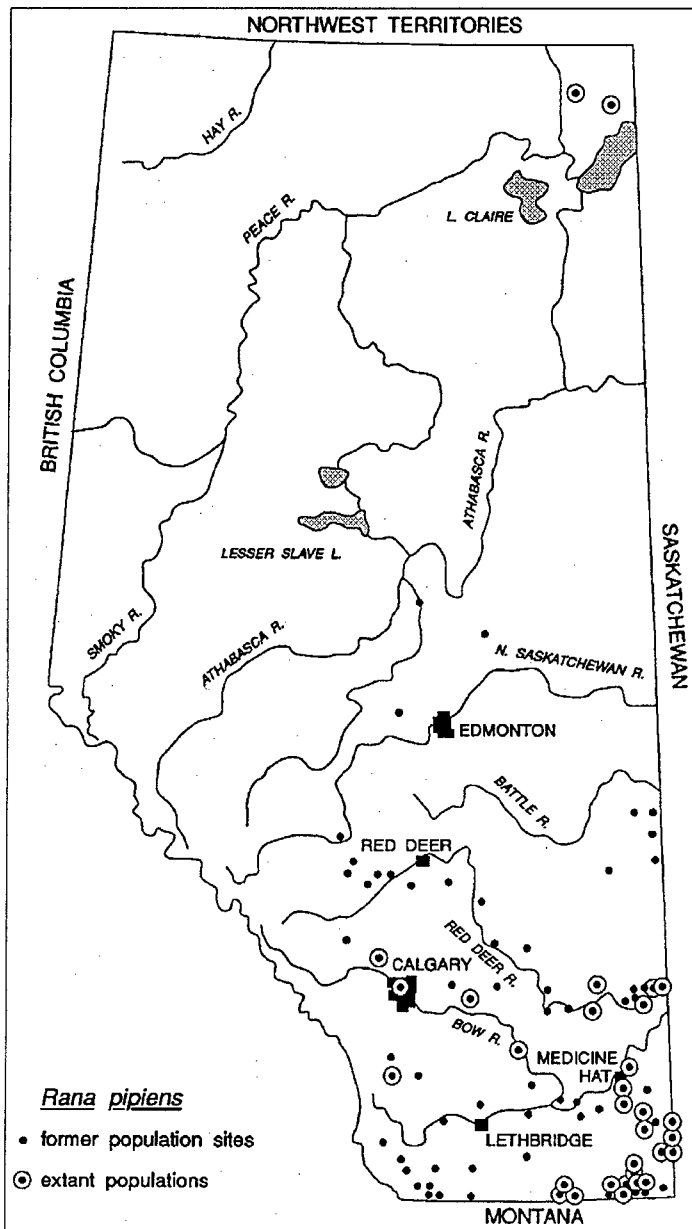 NORTHWEST TERRITORIES
HAY R.
PEACE R.
L. CLAIRE
BRITISH COLUMBIA
ATHABASCA R.
LESSER SLAVE L.
SASKATCHEWAN
SMOKY R.
ATHABASCA R.
N. SASKATCHEWAN R.
EDMONTON
BATTLE R.
RED DEER
RED DEER R.
CALGARY
BOW R.
MEDICINE
HAT
Rana pipiens
former population sites
LETHBRIDGE
extant populations
MONTANA